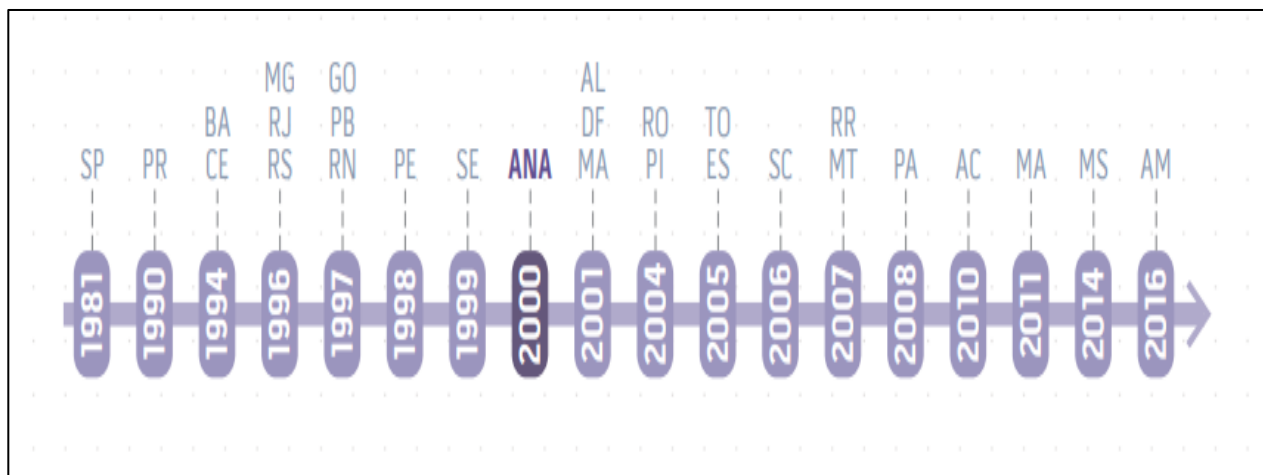 MG GO AL
BA RJ PB DF RO TO RR
SP PR CE RS RN PE SE ANA MA PI ES SC MT PA AC MA MS AM
1981 1990 1994 1996 1997 1998 1999 2000 2001 2004 2005 2006 2007 2008 2010 2011 2014 2016